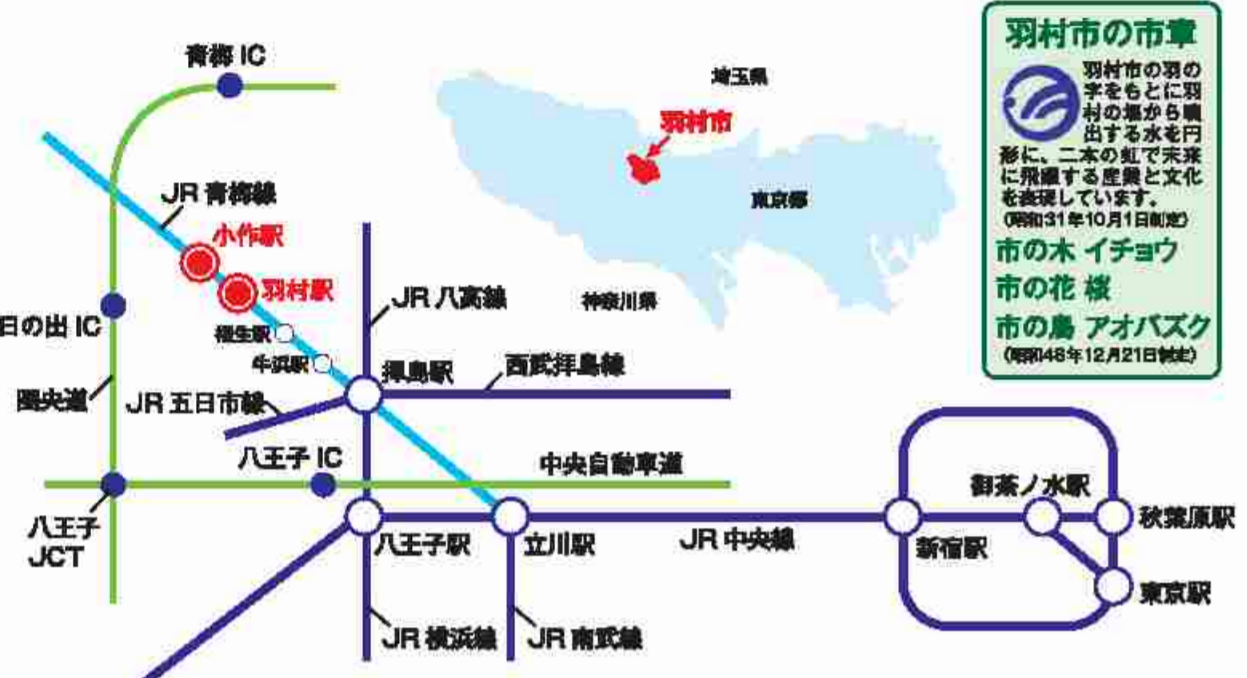 青梅 IC
埼玉県
羽村市
東京都
神奈川県
JR 青梅線
小作駅
羽村駅
福生駅
牛浜駅
日の出 IC
JR 八高線
拝島駅
西武拝島線
圏央道
JR 五日市線
八王子 IC
中央自動車道
八王子
JCT
八王子駅
立川駅
JR 中央線
新宿駅
御茶ノ水駅
秋葉原駅
東京駅
JR 横浜線
JR 南武線
羽村市の市章
羽村市の羽の
字をもとに羽
村の堰から噴
出する水を円
形に、二本の虹で未来
に飛躍する産業と文化
を表現しています。
(昭和31年10月1日制定)
市の木 イチョウ
市の花 桜
市の鳥 アオバズク
(昭和48年12月21日制定)